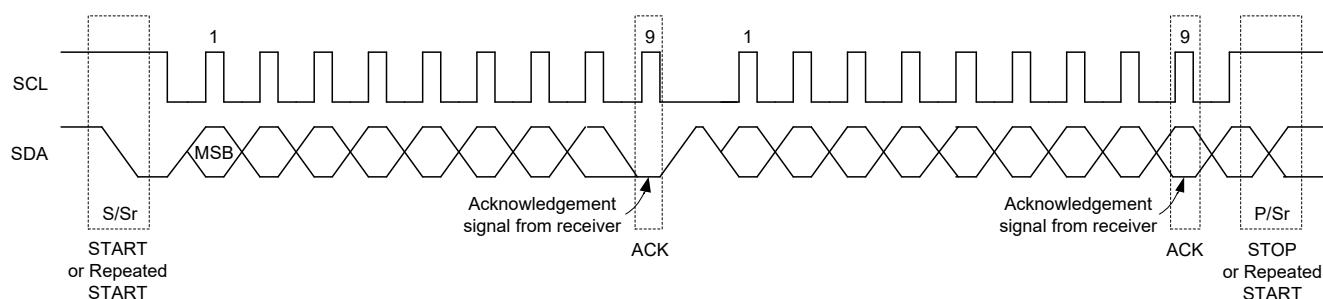 1
9
1
9
SCL
SDA
MSB
Acknowledgement
signal from receiver
Acknowledgement
signal from receiver
S/Sr
P/Sr
START
or Repeated
START
ACK
ACK
STOP
or Repeated
START